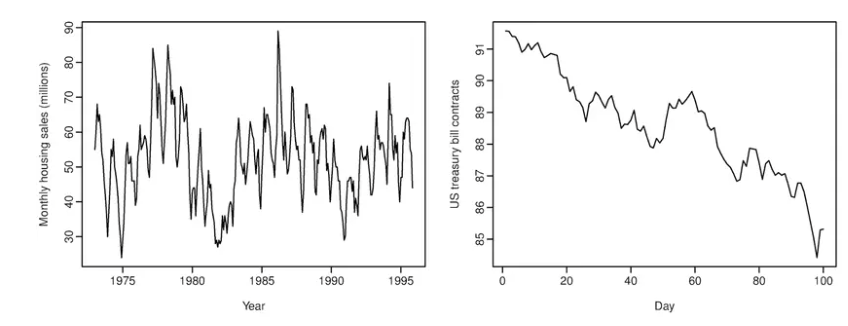 Monthly housing sales (millions)
90
80
70
60
50
40
30
1975 1980 1985 1990 1995
Year
US treasury bill contracts
91
90
89
88
87
86
85
0 20 40 60 80 100
Day